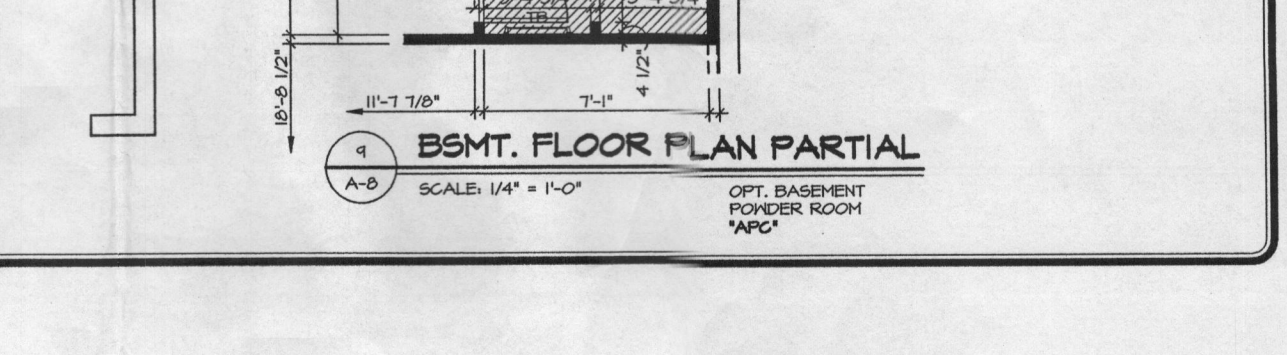 TB
18'-8 1/2"
4 1/2"
11'-7 7/8"
7'-1"
9
A-8
BSMT. FLOOR PLAN PARTIAL
SCALE: 1/4" = 1'-0"
OPT. BASEMENT
POWDER ROOM
"APC"